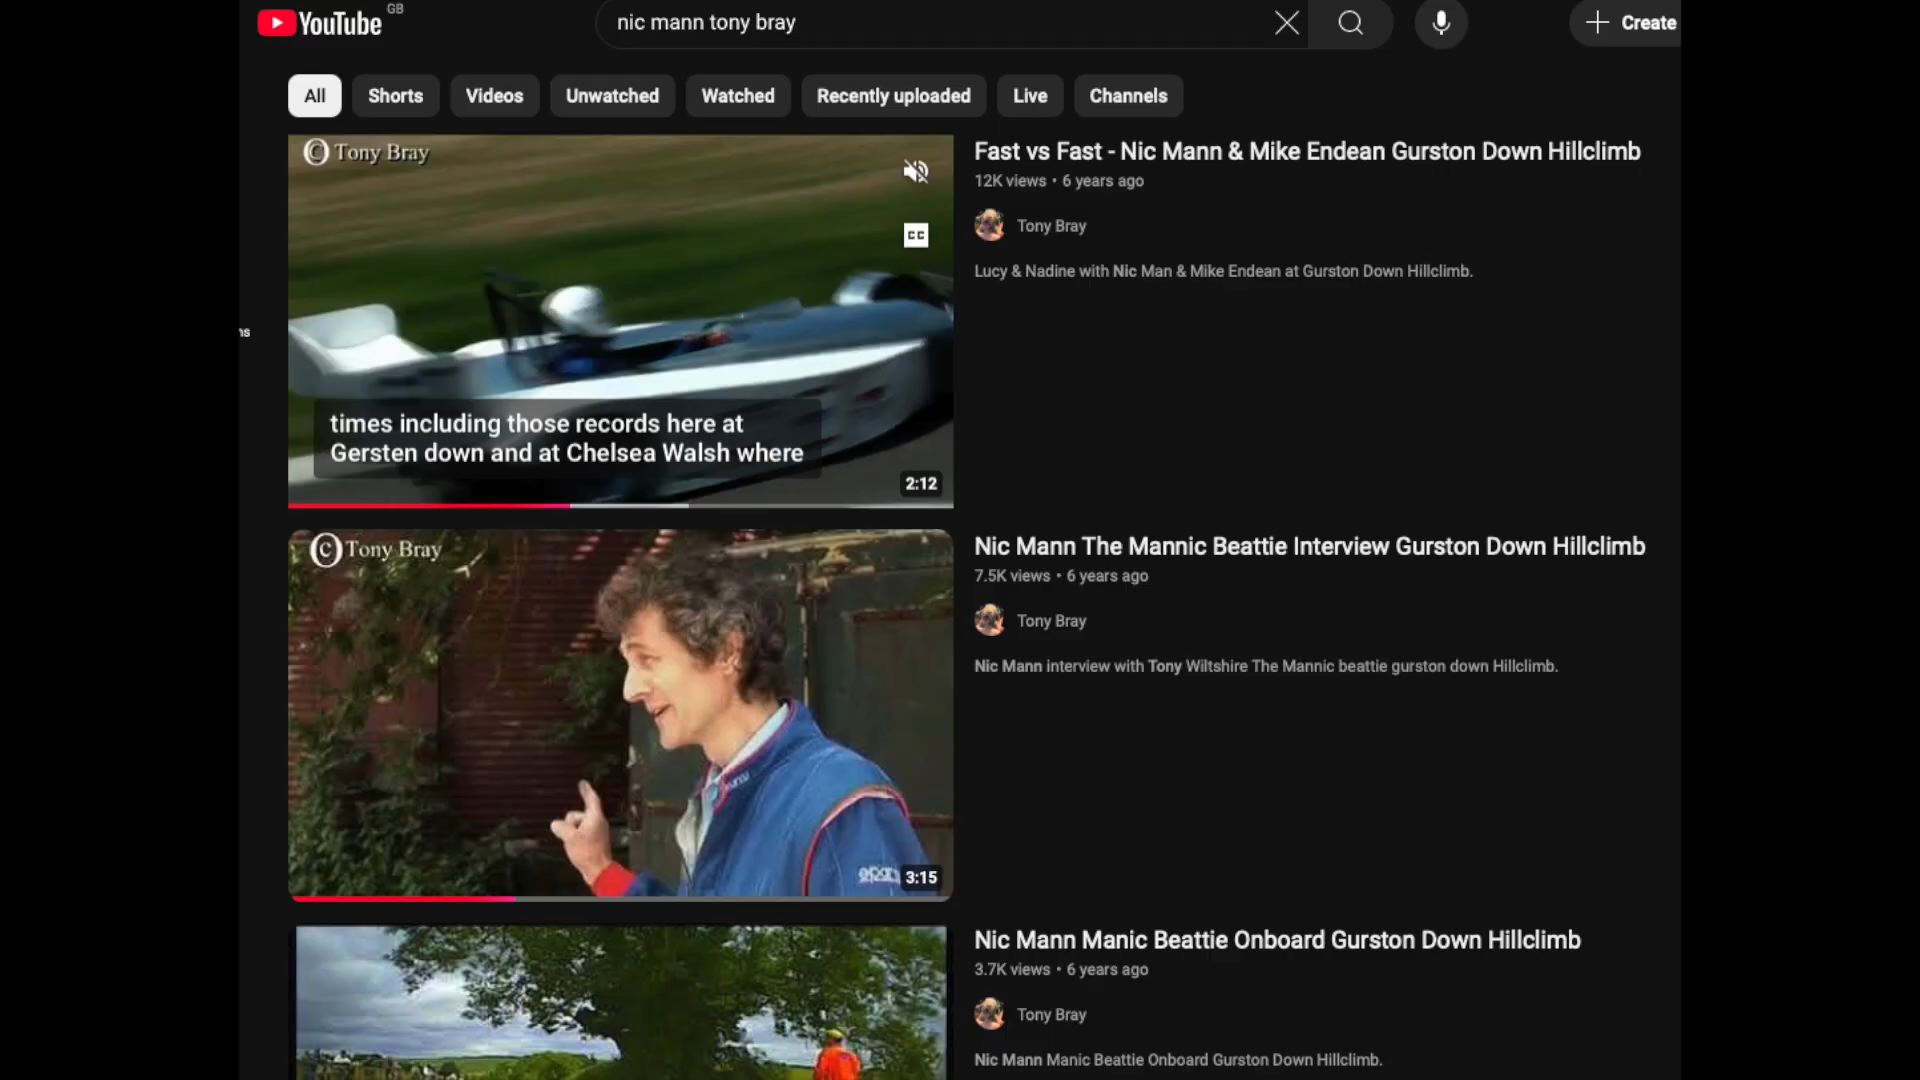 YouTube GB
nic mann tony bray
Create
All
Shorts
Videos
Unwatched
Watched
Recently uploaded
Live
Channels
© Tony Bray
CC
times including those records here at
Gersten down and at Chelsea Walsh where
2:12
Fast vs Fast - Nic Mann & Mike Endean Gurston Down Hillclimb
12K views • 6 years ago
Tony Bray
Lucy & Nadine with Nic Man & Mike Endean at Gurston Down Hillclimb.
ns
© Tony Bray
3:15
Nic Mann The Mannic Beattie Interview Gurston Down Hillclimb
7.5K views • 6 years ago
Tony Bray
Nic Mann interview with Tony Wiltshire The Mannic beattie gurston down Hillclimb.
Nic Mann Manic Beattie Onboard Gurston Down Hillclimb
3.7K views • 6 years ago
Tony Bray
Nic Mann Manic Beattie Onboard Gurston Down Hillclimb.